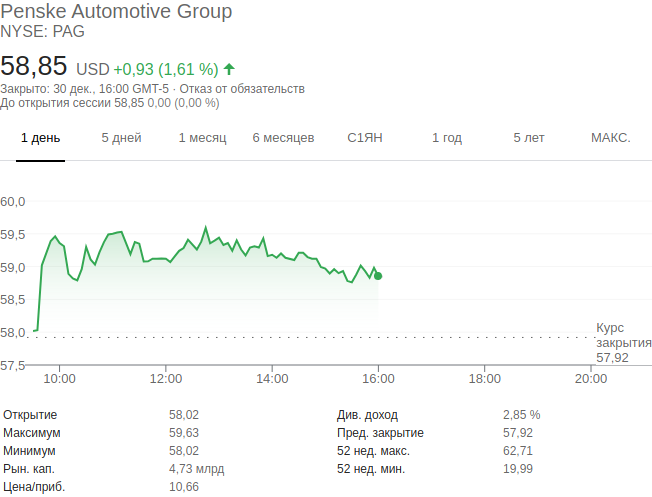 Penske Automotive Group
NYSE: PAG
58,85 USD +0,93 (1,61 %)
Закрыто: 30 дек., 16:00 GMT-5 · Отказ от обязательств
До открытия сессии 58,85 0,00 (0,00 %)
1 день 5 дней 1 месяц 6 месяцев С1ЯН 1 год 5 лет МАКС.
60,0
59,5
59,0
58,5
58,0
57,5
Курс
закрытия
57,92
10:00 12:00 14:00 16:00 18:00 20:00
Открытие 58,02 Див. доход 2,85 %
Максимум 59,63 Пред. закрытие 57,92
Минимум 58,02 52 нед. макс. 62,71
Рын. кап. 4,73 млрд 52 нед. мин. 19,99
Цена/приб. 10,66